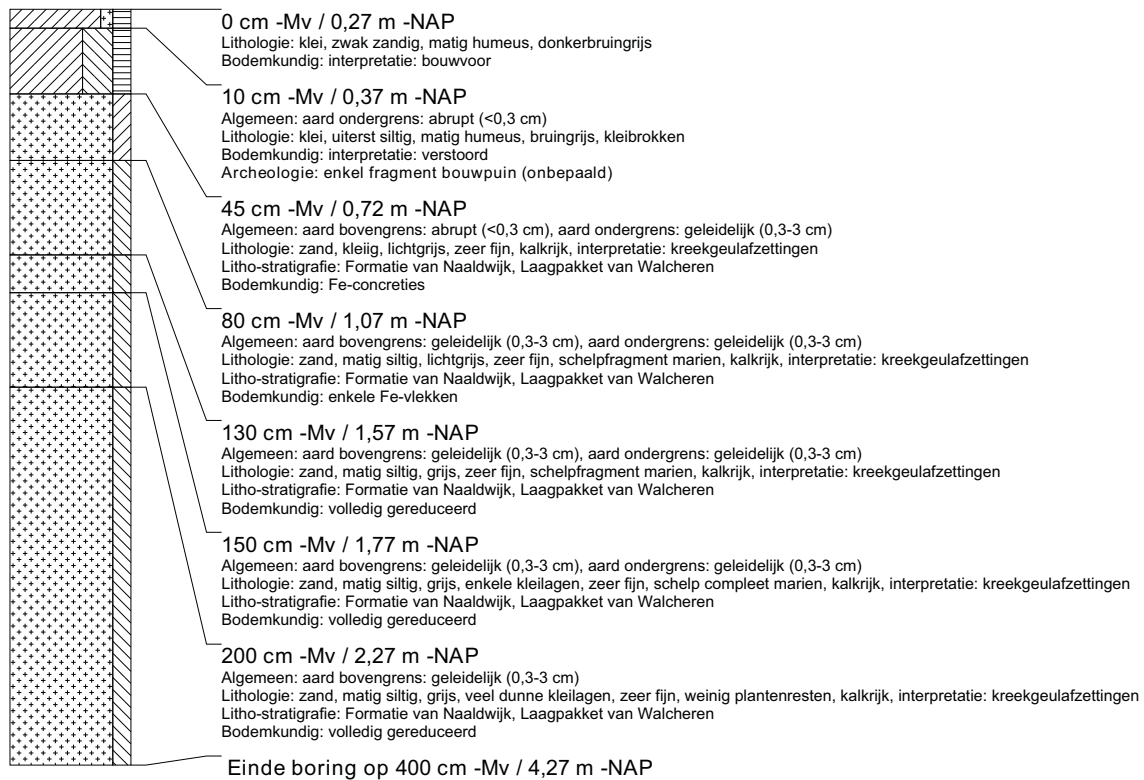 0 cm -Mv / 0,27 m -NAP
Lithologie: klei, zwak zandig, matig humeus, donkerbruingrijs
Bodemkundig: interpretatie: bouwvoor
10 cm -Mv / 0,37 m -NAP
Algemeen: aard ondergrens: abrupt (<0,3 cm)
Lithologie: klei, uiterst siltig, matig humeus, bruingrijs, kleibrokken
Bodemkundig: interpretatie: verstoord
Archeologie: enkel fragment bouwpuin (onbepaald)
45 cm -Mv / 0,72 m -NAP
Algemeen: aard bovengrens: abrupt (<0,3 cm), aard ondergrens: geleidelijk (0,3-3 cm)
Lithologie: zand, kleiig, lichtgrijs, zeer fijn, kalkrijk, interpretatie: kreekgeulafzettingen
Litho-stratigrafie: Formatie van Naaldwijk, Laagpakket van Walcheren
Bodemkundig: Fe-concreties
80 cm -Mv / 1,07 m -NAP
Algemeen: aard bovengrens: geleidelijk (0,3-3 cm), aard ondergrens: geleidelijk (0,3-3 cm)
Lithologie: zand, matig siltig, lichtgrijs, zeer fijn, schelpfragment marien, kalkrijk, interpretatie: kreekgeulafzettingen
Litho-stratigrafie: Formatie van Naaldwijk, Laagpakket van Walcheren
Bodemkundig: enkele Fe-vlekken
130 cm -Mv / 1,57 m -NAP
Algemeen: aard bovengrens: geleidelijk (0,3-3 cm), aard ondergrens: geleidelijk (0,3-3 cm)
Lithologie: zand, matig siltig, grijs, zeer fijn, schelpfragment marien, kalkrijk, interpretatie: kreekgeulafzettingen
Litho-stratigrafie: Formatie van Naaldwijk, Laagpakket van Walcheren
Bodemkundig: volledig gereduceerd
150 cm -Mv / 1,77 m -NAP
Algemeen: aard bovengrens: geleidelijk (0,3-3 cm), aard ondergrens: geleidelijk (0,3-3 cm)
Lithologie: zand, matig siltig, grijs, enkele kleilagen, zeer fijn, schelp compleet marien, kalkrijk, interpretatie: kreekgeulafzettingen
Litho-stratigrafie: Formatie van Naaldwijk, Laagpakket van Walcheren
Bodemkundig: volledig gereduceerd
200 cm -Mv / 2,27 m -NAP
Algemeen: aard bovengrens: geleidelijk (0,3-3 cm)
Lithologie: zand, matig siltig, grijs, veel dunne kleilagen, zeer fijn, weinig plantenresten, kalkrijk, interpretatie: kreekgeulafzettingen
Litho-stratigrafie: Formatie van Naaldwijk, Laagpakket van Walcheren
Bodemkundig: volledig gereduceerd
Einde boring op 400 cm -Mv / 4,27 m -NAP